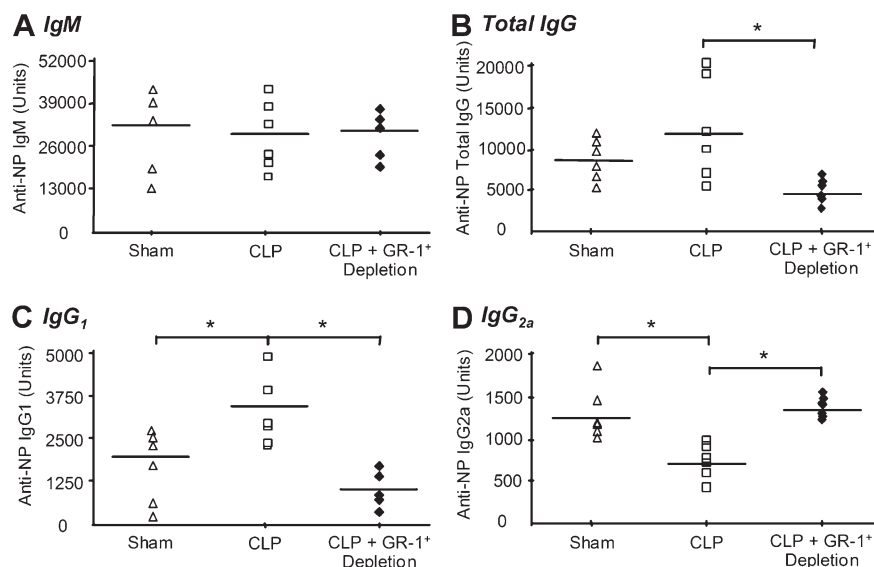 A IgM
Anti-NP IgM (Units)
52000
39000
26000
13000
0
Sham
CLP
CLP + GR-1+
Depletion
B Total IgG
Anti-NP Total IgG (Units)
20000
15000
10000
5000
0
*
Sham
CLP
CLP + GR-1+
Depletion
C IgG1
Anti-NP IgG1 (Units)
5000
3750
2500
1250
0
*
*
Sham
CLP
CLP + GR-1+
Depletion
D IgG2a
Anti-NP IgG2a (Units)
2000
1500
1000
500
0
*
*
Sham
CLP
CLP + GR-1+
Depletion